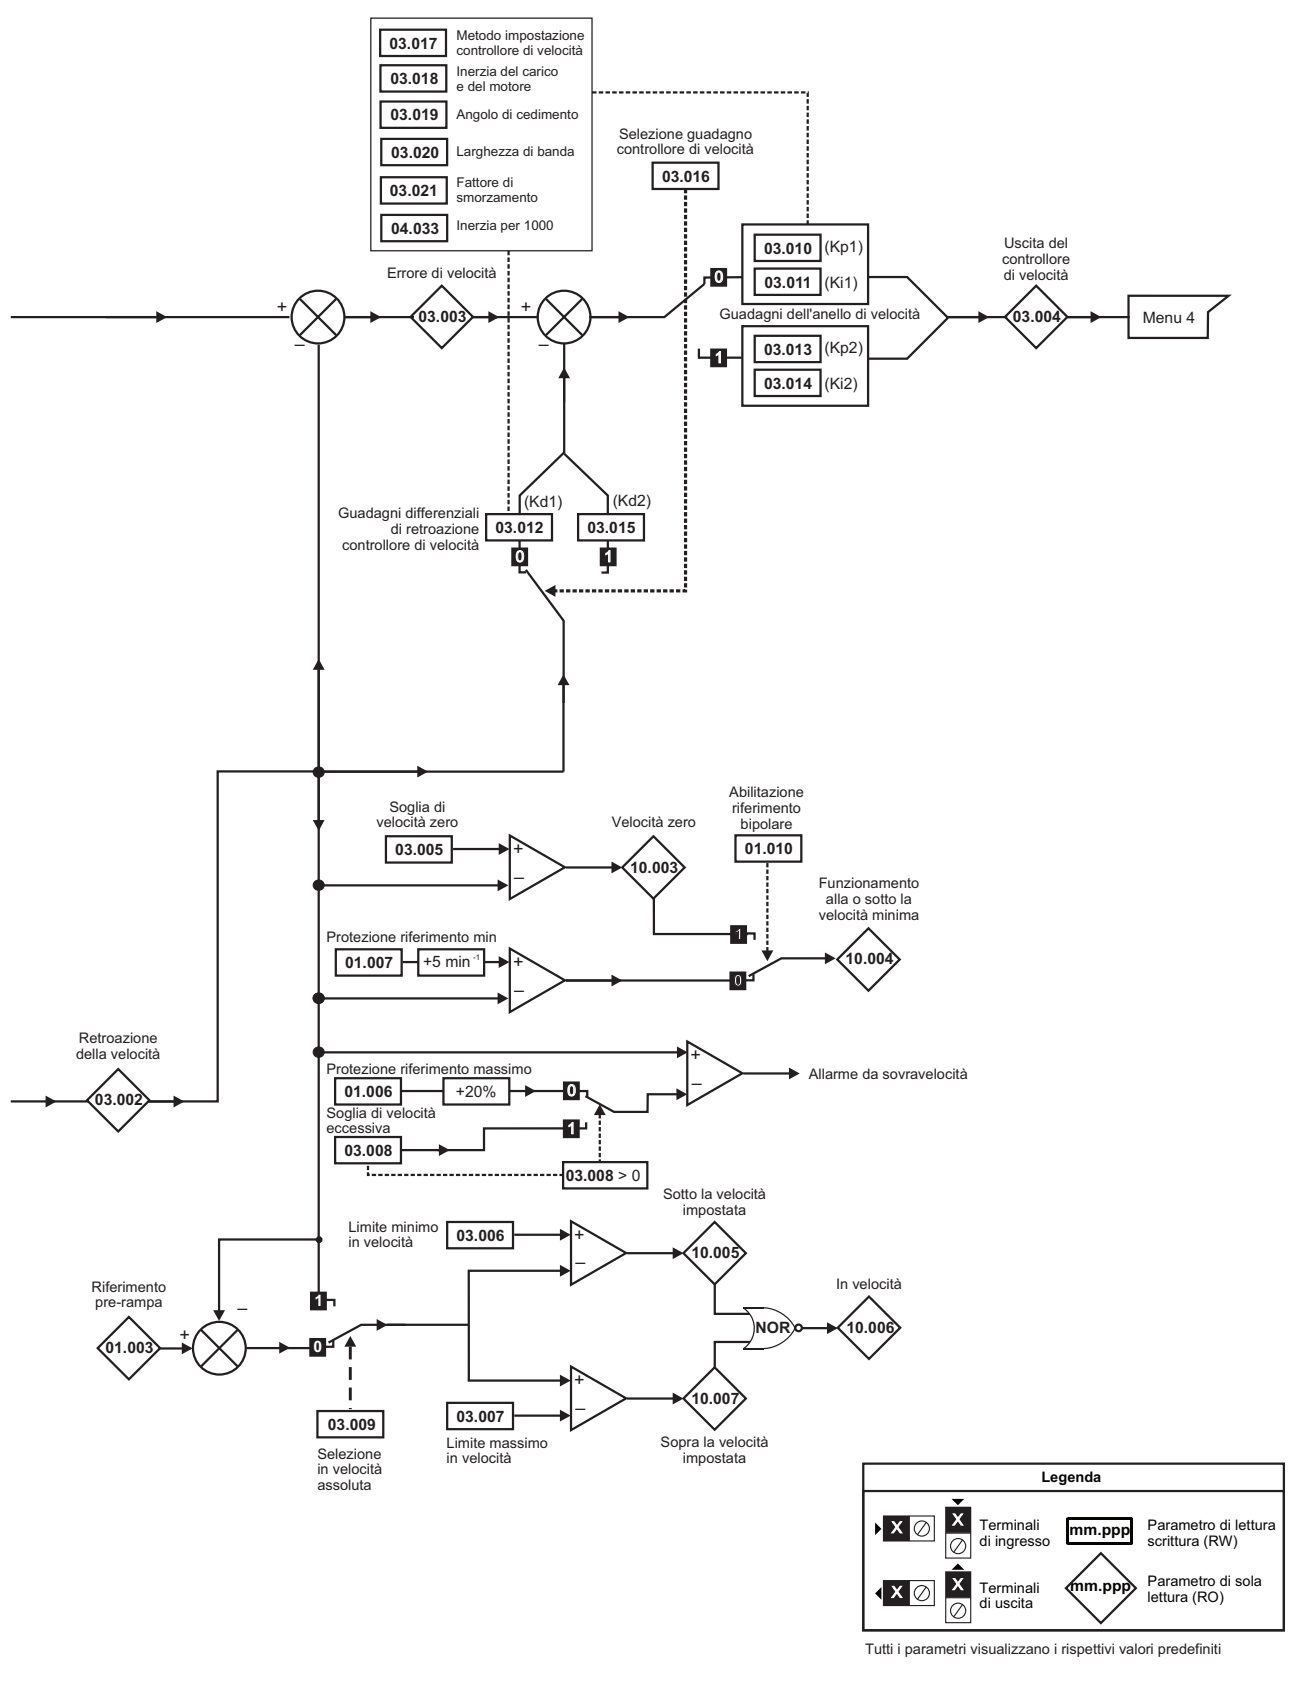 03.017 Metodo impostazione
controllore di velocità
03.018 Inerzia del carico
e del motore
03.019 Angolo di cedimento
03.020 Larghezza di banda
03.021 Fattore di
smorzamento
04.033 Inerzia per 1000
Selezione guadagno
controllore di velocità
03.016
Errore di velocità
+
03.003
–
+
–
0
03.010 (Kp1)
03.011 (Ki1)
Guadagni dell'anello di velocità
1
03.013 (Kp2)
03.014 (Ki2)
Uscita del
controllore
di velocità
03.004
Menu 4
(Kd1)
(Kd2)
Guadagni differenziali
di retroazione
controllore di velocità
03.012
03.015
0
1
Soglia di
velocità zero
03.005
+
–
Velocità zero
10.003
Abilitazione
riferimento
bipolare
01.010
Funzionamento
alla o sotto la
velocità minima
1
0
10.004
Protezione riferimento min
01.007
+5 min⁻¹
+
–
Retroazione
della velocità
03.002
Protezione riferimento massimo
01.006
+20%
0
Soglia di velocità
eccessiva
03.008
1
03.008 > 0
+
–
Allarme da sovravelocità
Limite minimo
in velocità
03.006
+
–
Sotto la velocità
impostata
10.005
Riferimento
pre-rampa
01.003
+
–
1
0
03.009
Selezione
in velocità
assoluta
NOR
In velocità
10.006
+
–
03.007
Limite massimo
in velocità
10.007
Sopra la velocità
impostata
Legenda
X
X
Terminali
di ingresso
mm.ppp
Parametro di lettura
scrittura (RW)
X
X
Terminali
di uscita
mm.ppp
Parametro di sola
lettura (RO)
Tutti i parametri visualizzano i rispettivi valori predefiniti